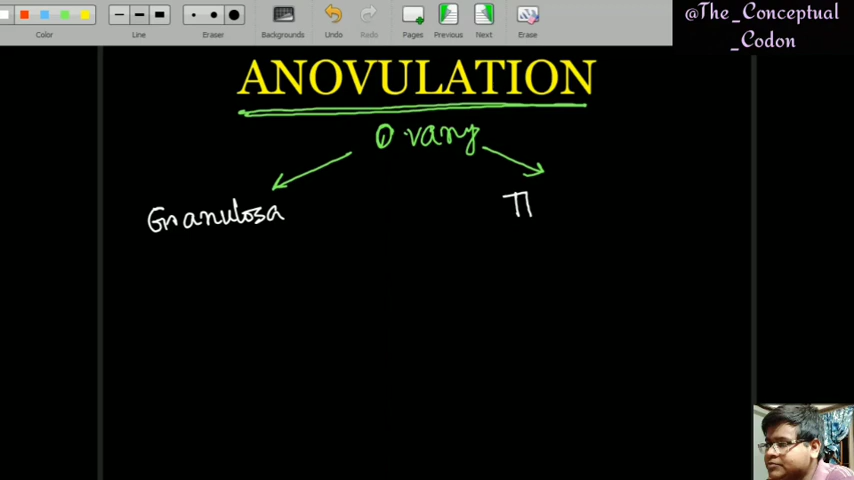 @The_Conceptual
_Codon
Color
Line
Eraser
Backgrounds
Undo
Redo
Pages
Previous
Next
Erase
ANOVULATION
Ovary
Granulosa